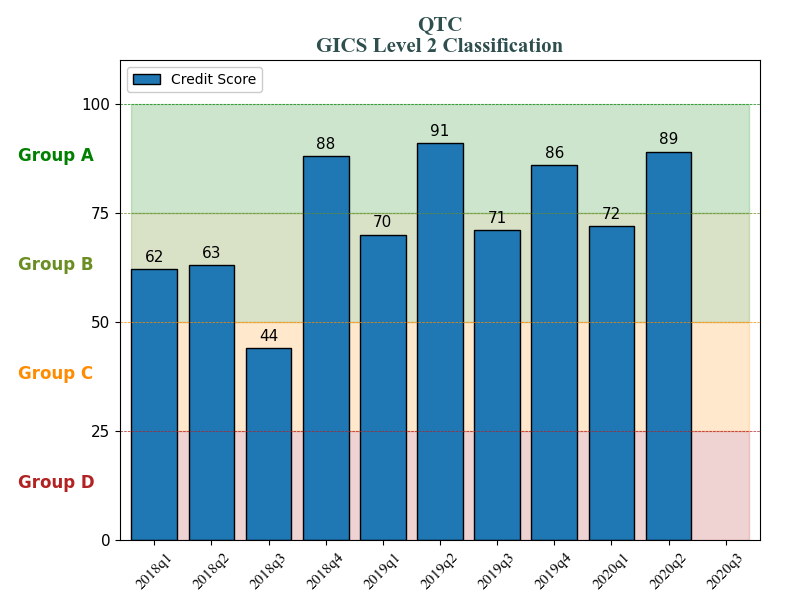 QTC
GICS Level 2 Classification
Credit Score
100
75
50
25
0
Group A
Group B
Group C
Group D
62
63
44
88
70
91
71
86
72
89
2018q1
2018q2
2018q3
2018q4
2019q1
2019q2
2019q3
2019q4
2020q1
2020q2
2020q3